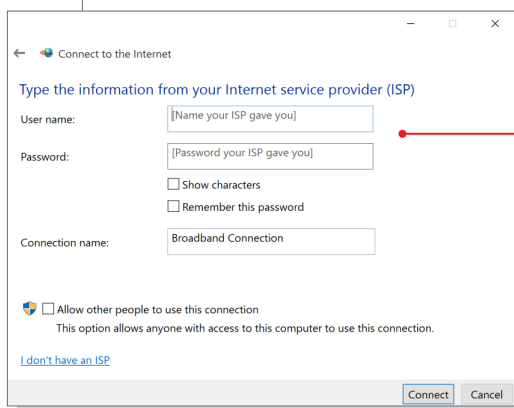 Connect to the Internet
Type the information from your Internet service provider (ISP)
User name:
[Name your ISP gave you]
Password:
[Password your ISP gave you]
Show characters
Remember this password
Connection name:
Broadband Connection
Allow other people to use this connection
This option allows anyone with access to this computer to use this connection.
I don't have an ISP
Connect
Cancel